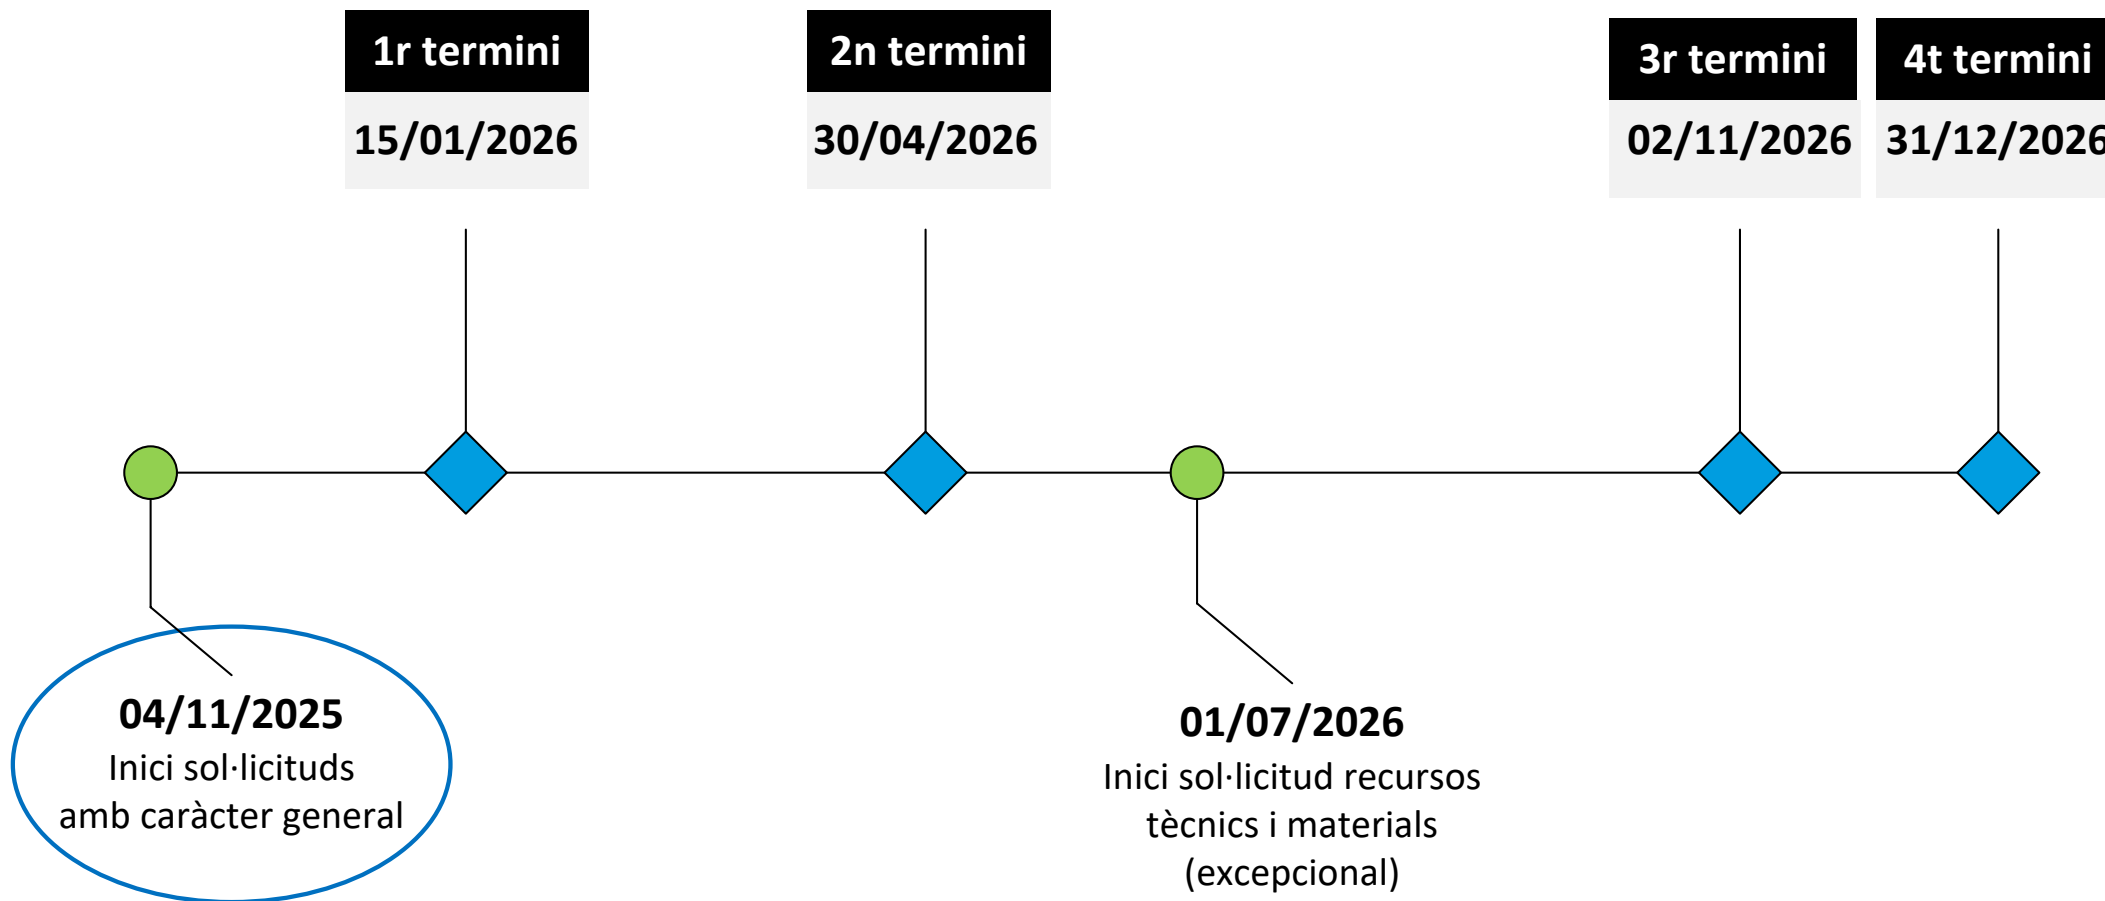 1r termini
15/01/2026
2n termini
30/04/2026
3r termini
02/11/2026
4t termini
31/12/2026
04/11/2025
Inici sol·licituds
amb caràcter general
01/07/2026
Inici sol·licitud recursos
tècnics i materials
(excepcional)